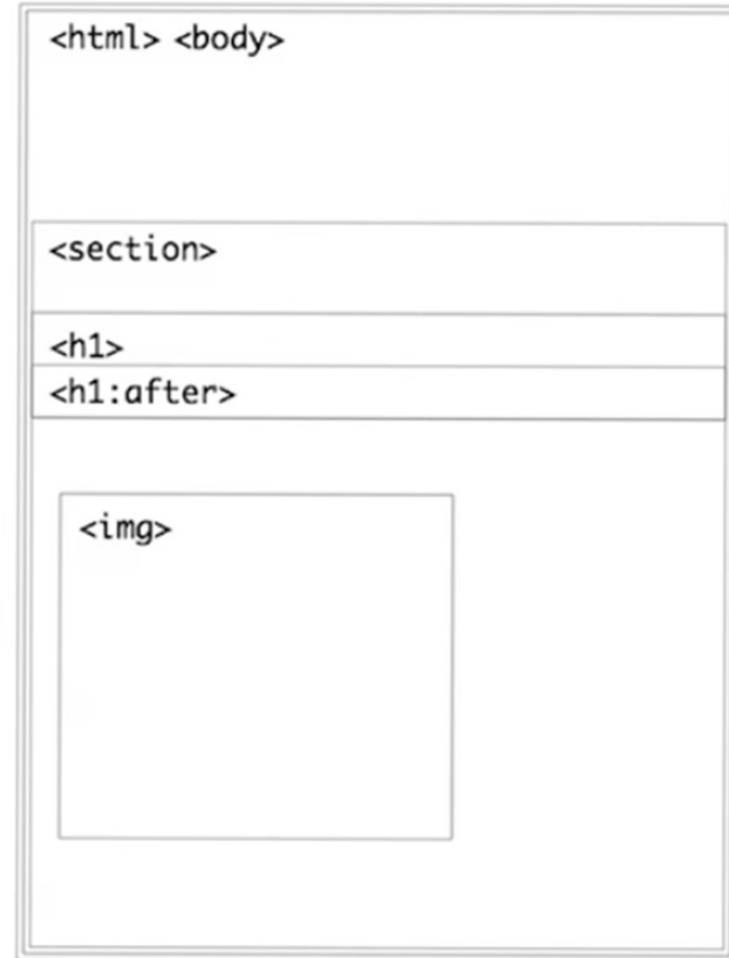 <html> <body>
<section>
<h1>
<h1:after>
<img>